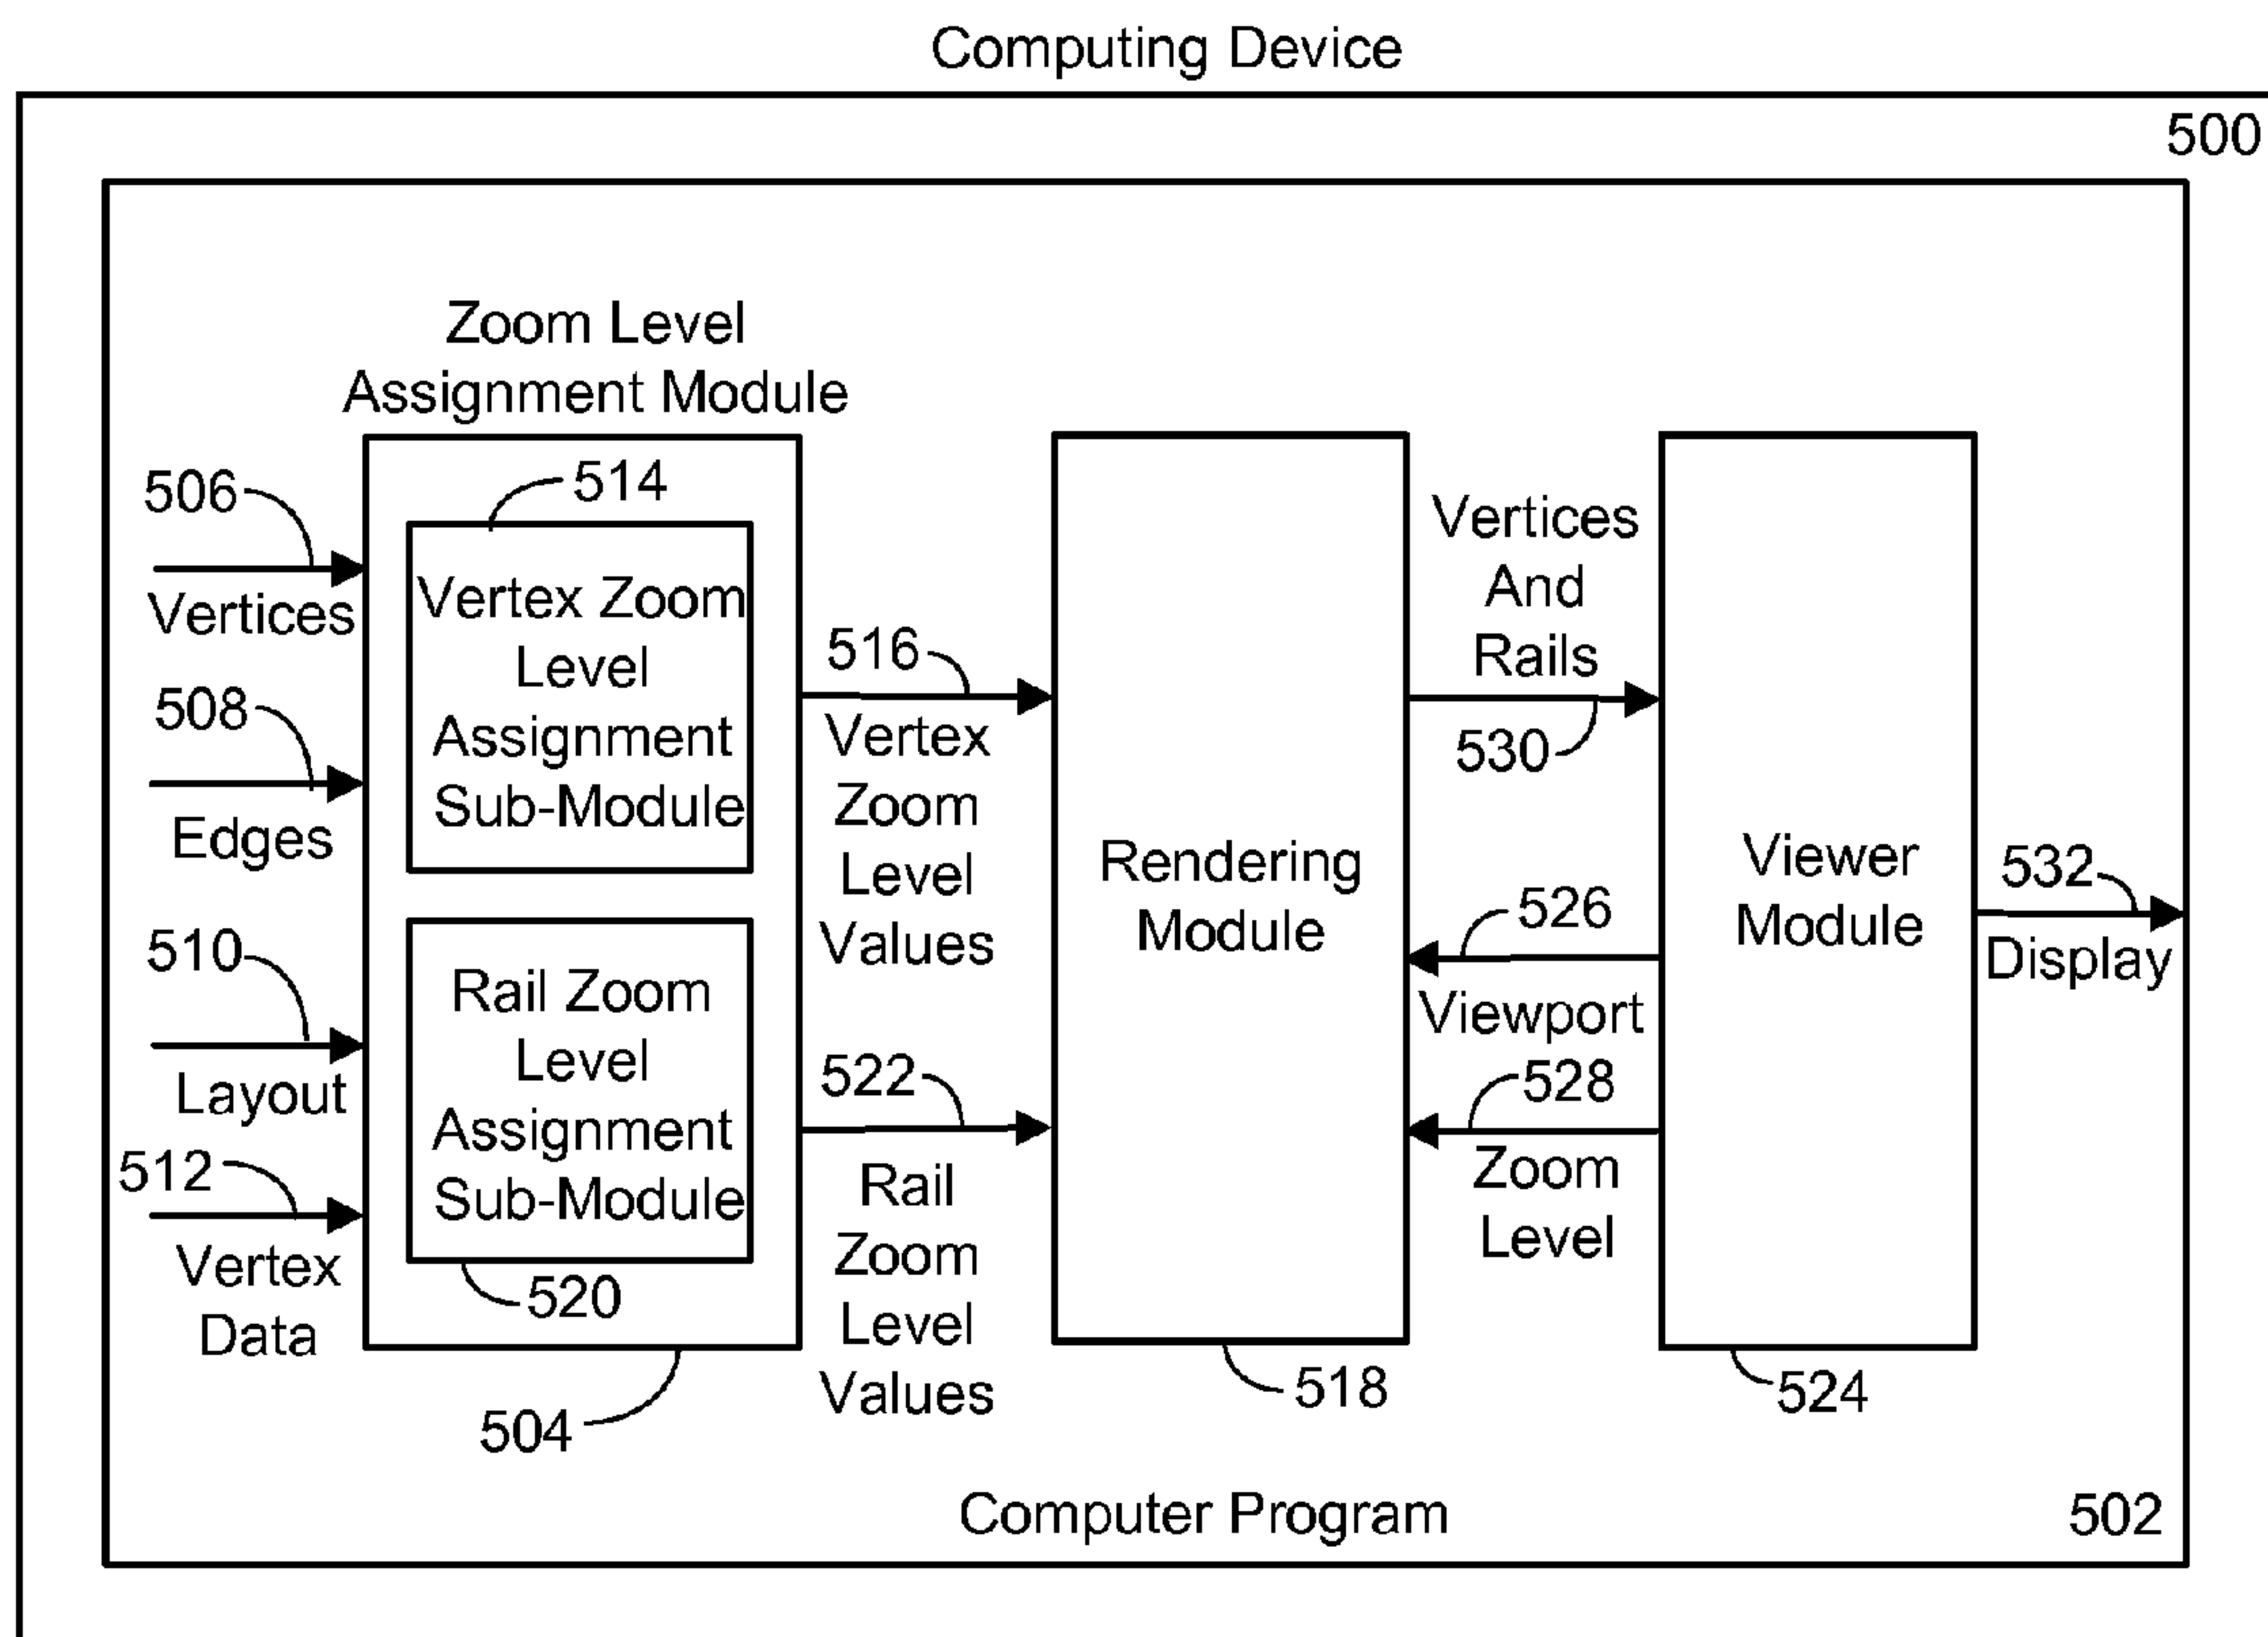 Computing Device
500
Zoom Level
Assignment Module
506
Vertices
508
Edges
510
Layout
512
Vertex
Data
514
Vertex Zoom
Level
Assignment
Sub-Module
Rail Zoom
Level
Assignment
Sub-Module
520
504
516
Vertex
Zoom
Level
Values
522
Rail
Zoom
Level
Values
Rendering
Module
518
Vertices
And
Rails
530
526
Viewport
528
Zoom
Level
Viewer
Module
524
532
Display
Computer Program
502